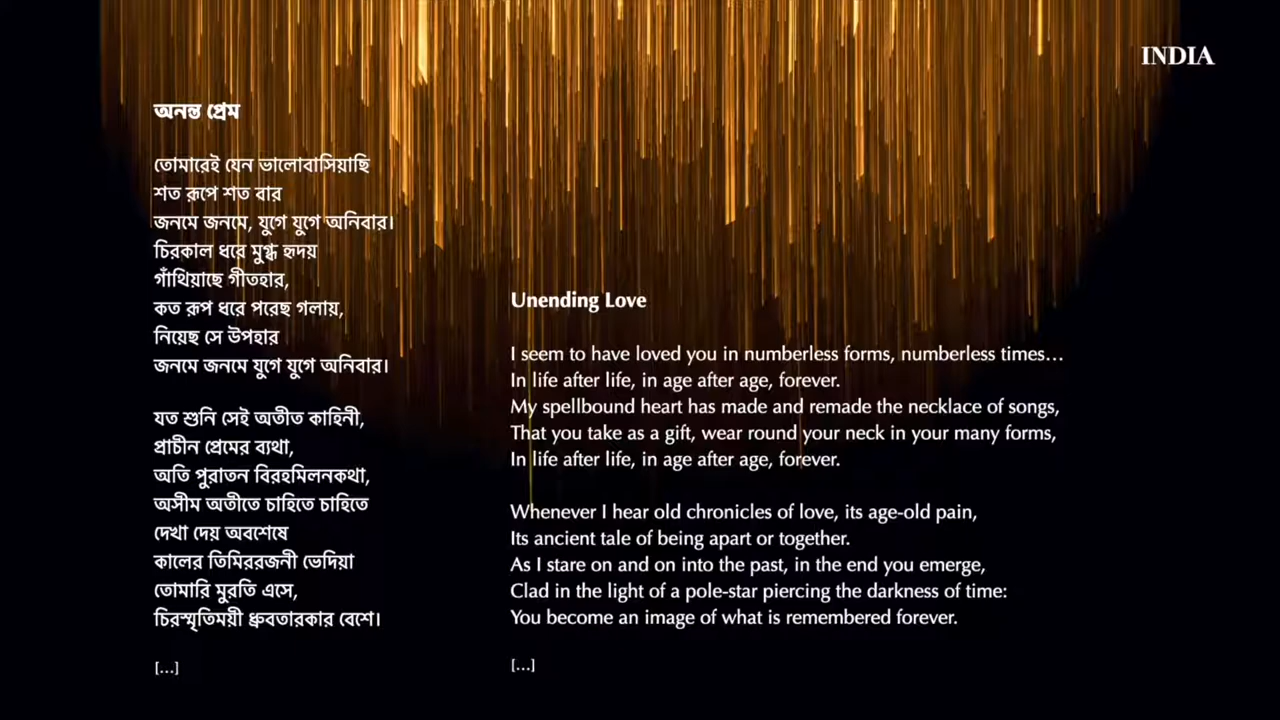 INDIA
অনন্ত প্রেম
তোমারেই যেন ভালোবাসিয়াছি
শত রূপে শত বার
জনমে জনমে, যুগে যুগে অনিবার।
চিরকাল ধরে মুগ্ধ হৃদয়
গাঁথিয়াছে গীতহার,
কত রূপ ধরে পরেছ গলায়,
নিয়েছ সে উপহার
জনমে জনমে যুগে যুগে অনিবার।
যত শুনি সেই অতীত কাহিনী,
প্রাচীন প্রেমের ব্যথা,
অতি পুরাতন বিরহমিলনকথা,
অসীম অতীতে চাহিতে চাহিতে
দেখা দেয় অবশেষে
কালের তিমিররজনী ভেদিয়া
তোমারি মুরতি এসে,
চিরস্মৃতিময়ী ধ্রুবতারকার বেশে।
[...]
Unending Love
I seem to have loved you in numberless forms, numberless times…
In life after life, in age after age, forever.
My spellbound heart has made and remade the necklace of songs,
That you take as a gift, wear round your neck in your many forms,
In life after life, in age after age, forever.
Whenever I hear old chronicles of love, its age-old pain,
Its ancient tale of being apart or together.
As I stare on and on into the past, in the end you emerge,
Clad in the light of a pole-star piercing the darkness of time:
You become an image of what is remembered forever.
[...]